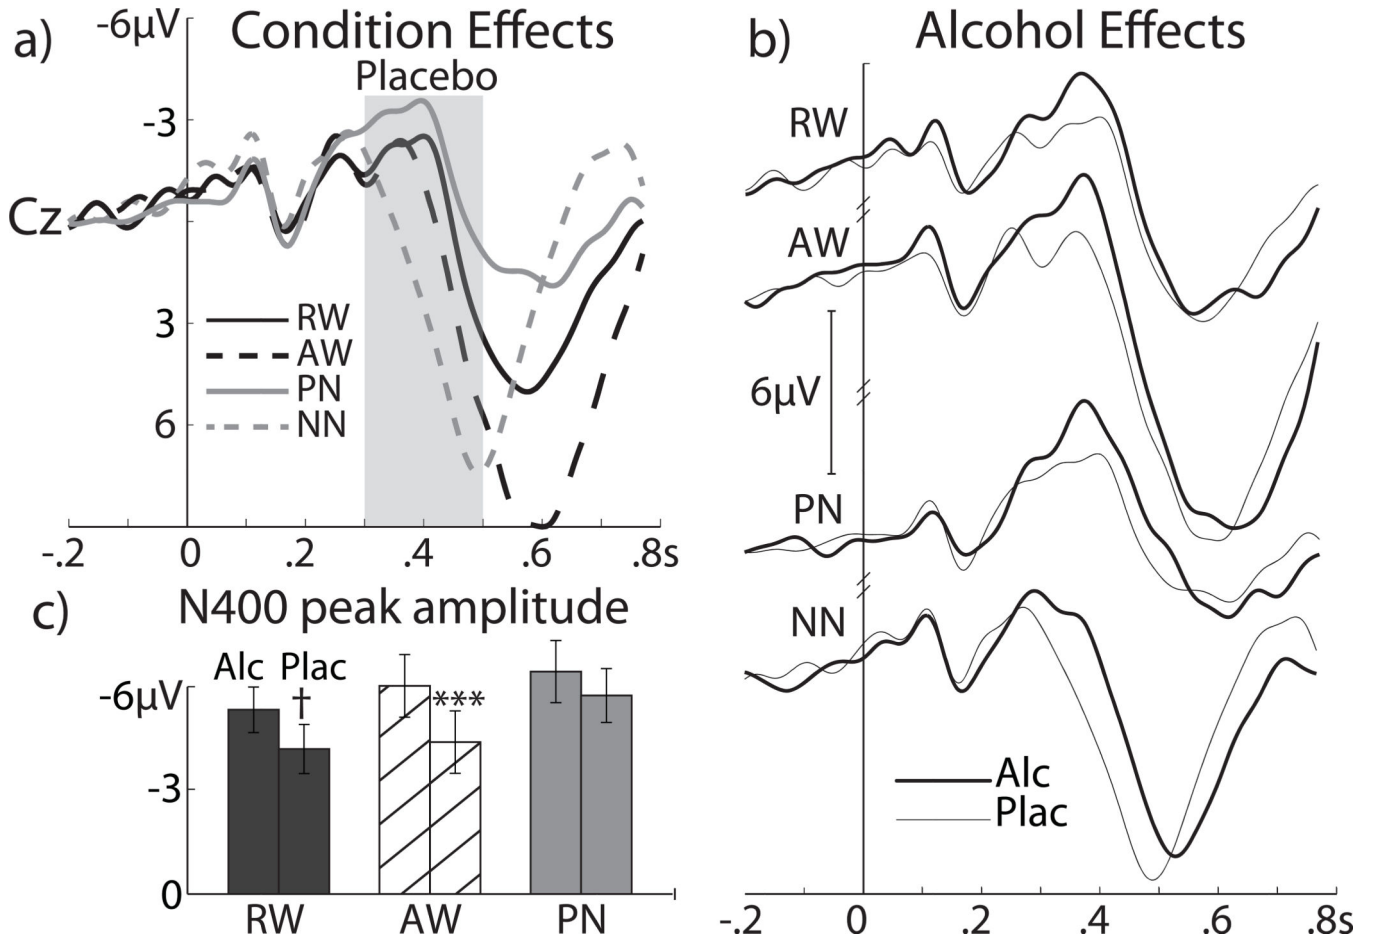 a)
Condition Effects
Placebo
-6µV
-3
Cz
3
6
RW
AW
PN
NN
-.2 0 .2 .4 .6 .8s
b)
Alcohol Effects
RW
AW
6µV
PN
NN
Alc
Plac
-.2 0 .2 .4 .6 .8s
c)
N400 peak amplitude
Alc Plac
-6µV
†
***
-3
0
RW AW PN